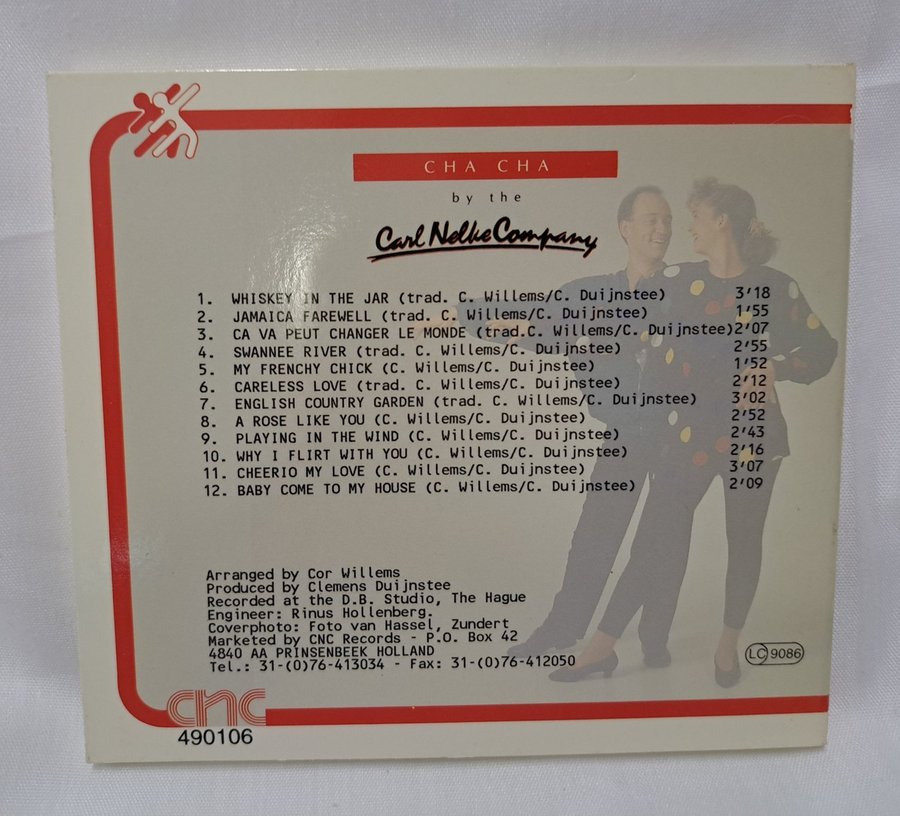 CHA CHA
by the
Carl Nelke Company
1. WHISKEY IN THE JAR (trad. C. Willems/C. Duijnstee) 3'18
2. JAMAICA FAREWELL (trad. C. Willems/C. Duijnstee) 1'55
3. CA VA PEUT CHANGER LE MONDE (trad.C. Willems/C. Duijnstee)2'07
4. SWANNEE RIVER (trad. C. Willems/C. Duijnstee) 2'55
5. MY FRENCHY CHICK (C. Willems/C. Duijnstee) 1'52
6. CARELESS LOVE (trad. C. Willems/C. Duijnstee) 2'12
7. ENGLISH COUNTRY GARDEN (trad. C. Willems/C. Duijnstee) 3'02
8. A ROSE LIKE YOU (C. Willems/C. Duijnstee) 2'52
9. PLAYING IN THE WIND (C. Willems/C. Duijnstee) 2'43
10. WHY I FLIRT WITH YOU (C. Willems/C. Duijnstee) 2'16
11. CHEERIO MY LOVE (C. Willems/C. Duijnstee) 3'07
12. BABY COME TO MY HOUSE (C. Willems/C. Duijnstee) 2'09
Arranged by Cor Willems
Produced by Clemens Duijnstee
Recorded at the D.B. Studio, The Hague
Engineer: Rinus Hollenberg.
Coverphoto: Foto van Hassel, Zundert
Marketed by CNC Records - P.O. Box 42
4840 AA PRINSENBEEK HOLLAND
Tel.: 31-(0)76-413034 - Fax: 31-(0)76-412050
LC 9086
cnc
490106